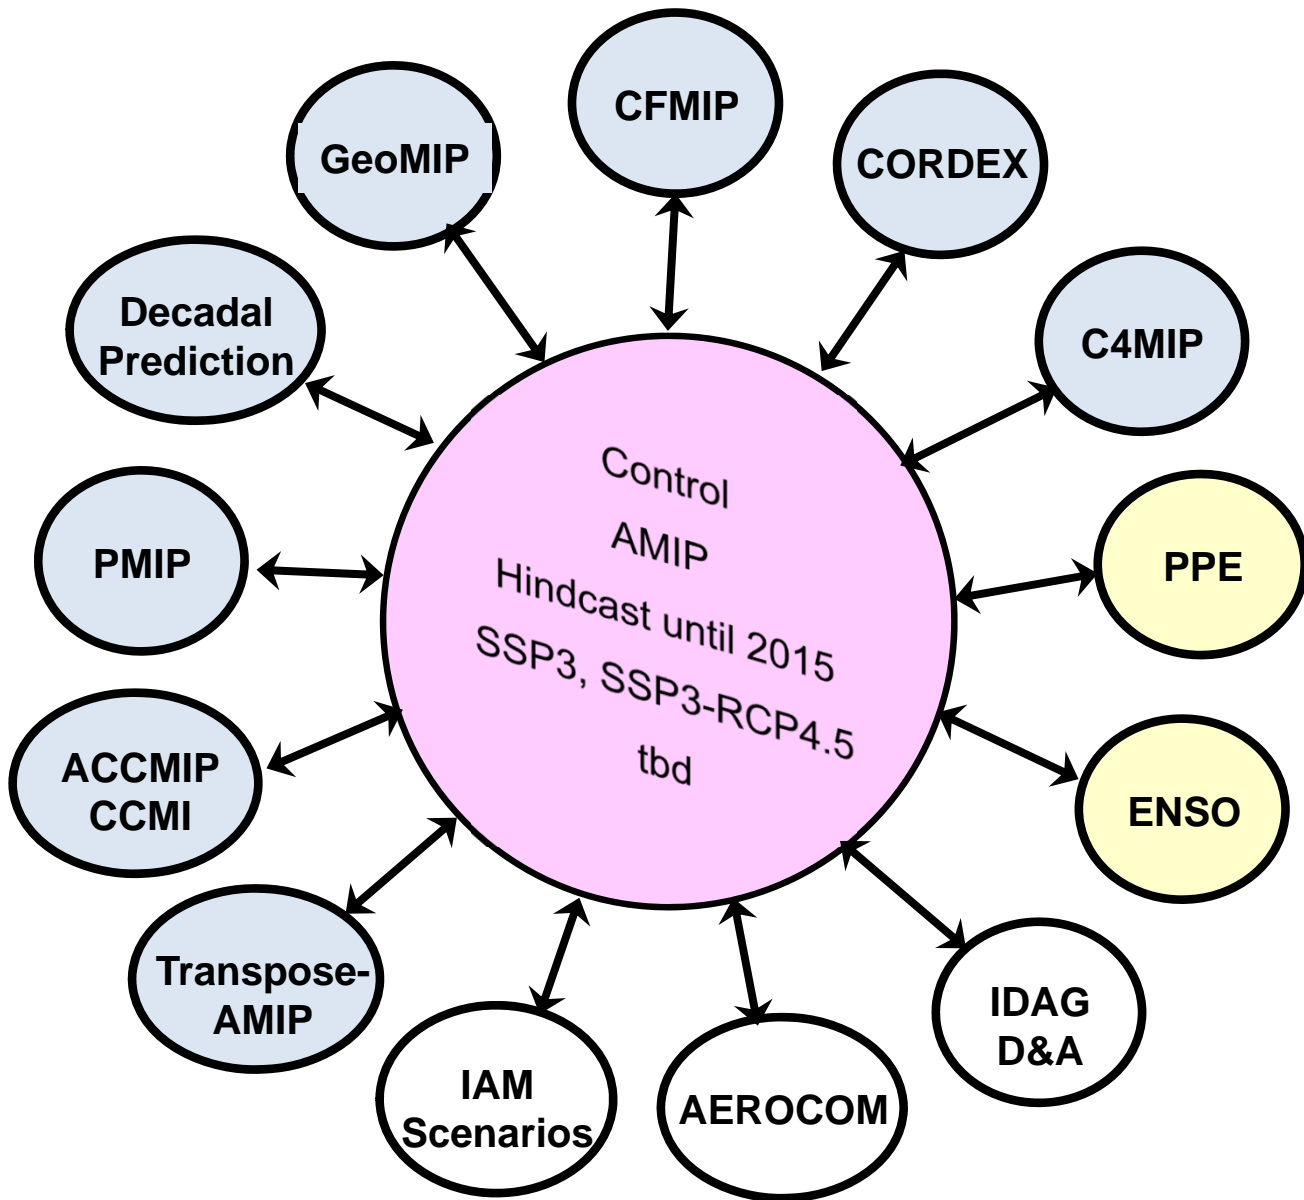 CFMIP
GeoMIP
CORDEX
Decadal
Prediction
C4MIP
Control
AMIP
Hindcast until 2015
SSP3, SSP3-RCP4.5
tbd
PMIP
PPE
ACCMIP
CCMI
ENSO
Transpose-
AMIP
IDAG
D&A
IAM
Scenarios
AEROCOM